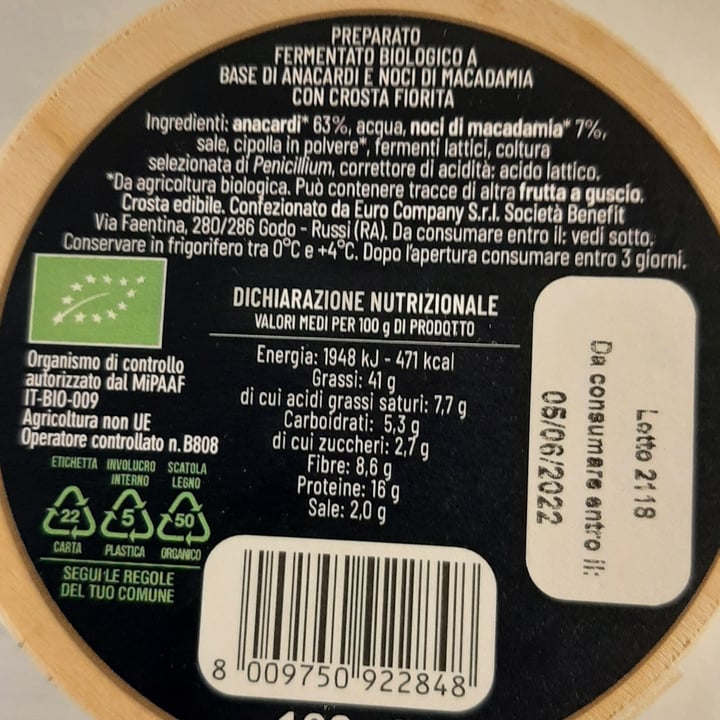 PREPARATO
FERMENTATO BIOLOGICO A
BASE DI ANACARDI E NOCI DI MACADAMIA
CON CROSTA FIORITA
Ingredienti: anacardi* 63%, acqua, noci di macadamia* 7%,
sale, cipolla in polvere*, fermenti lattici, coltura
selezionata di Penicillium, correttore di acidità: acido lattico.
*Da agricoltura biologica. Può contenere tracce di altra frutta a guscio.
Crosta edibile. Confezionato da Euro Company S.r.l. Società Benefit
Via Faentina, 280/286 Godo - Russi (RA). Da consumare entro il: vedi sotto.
Conservare in frigorifero tra 0°C e +4°C. Dopo l'apertura consumare entro 3 giorni.
DICHIARAZIONE NUTRIZIONALE
VALORI MEDI PER 100 g DI PRODOTTO
Energia: 1948 kJ - 471 kcal
Grassi: 41 g
di cui acidi grassi saturi: 7,7 g
Carboidrati: 5,3 g
di cui zuccheri: 2,7 g
Fibre: 8,6 g
Proteine: 16 g
Sale: 2,0 g
Organismo di controllo
autorizzato dal MiPAAF
IT-BIO-009
Agricoltura non UE
Operatore controllato n. B808
ETICHETTA INVOLUCRO INTERNO SCATOLA LEGNO
22 5 50
CARTA PLASTICA ORGANICO
SEGUI LE REGOLE
DEL TUO COMUNE
Lotto 2118
Da consumare entro il:
05/06/2022
8 009750 922848